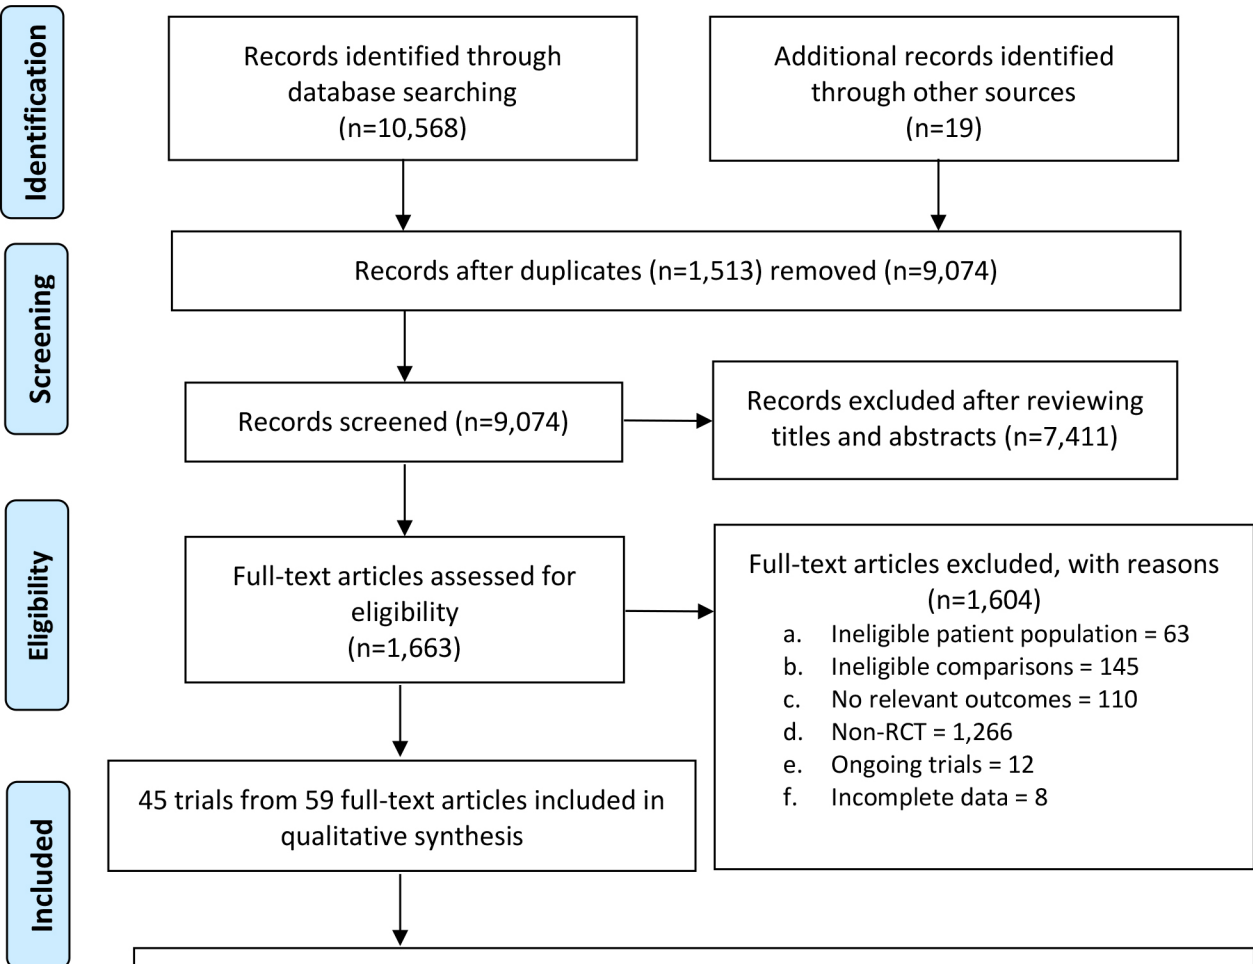 Identification
Records identified through
database searching
(n=10,568)
Additional records identified
through other sources
(n=19)
Screening
Records after duplicates (n=1,513) removed (n=9,074)
Records screened (n=9,074)
Records excluded after reviewing
titles and abstracts (n=7,411)
Eligibility
Full-text articles assessed for
eligibility
(n=1,663)
Full-text articles excluded, with reasons
(n=1,604)
a. Ineligible patient population = 63
b. Ineligible comparisons = 145
c. No relevant outcomes = 110
d. Non-RCT = 1,266
e. Ongoing trials = 12
f. Incomplete data = 8
Included
45 trials from 59 full-text articles included in
qualitative synthesis